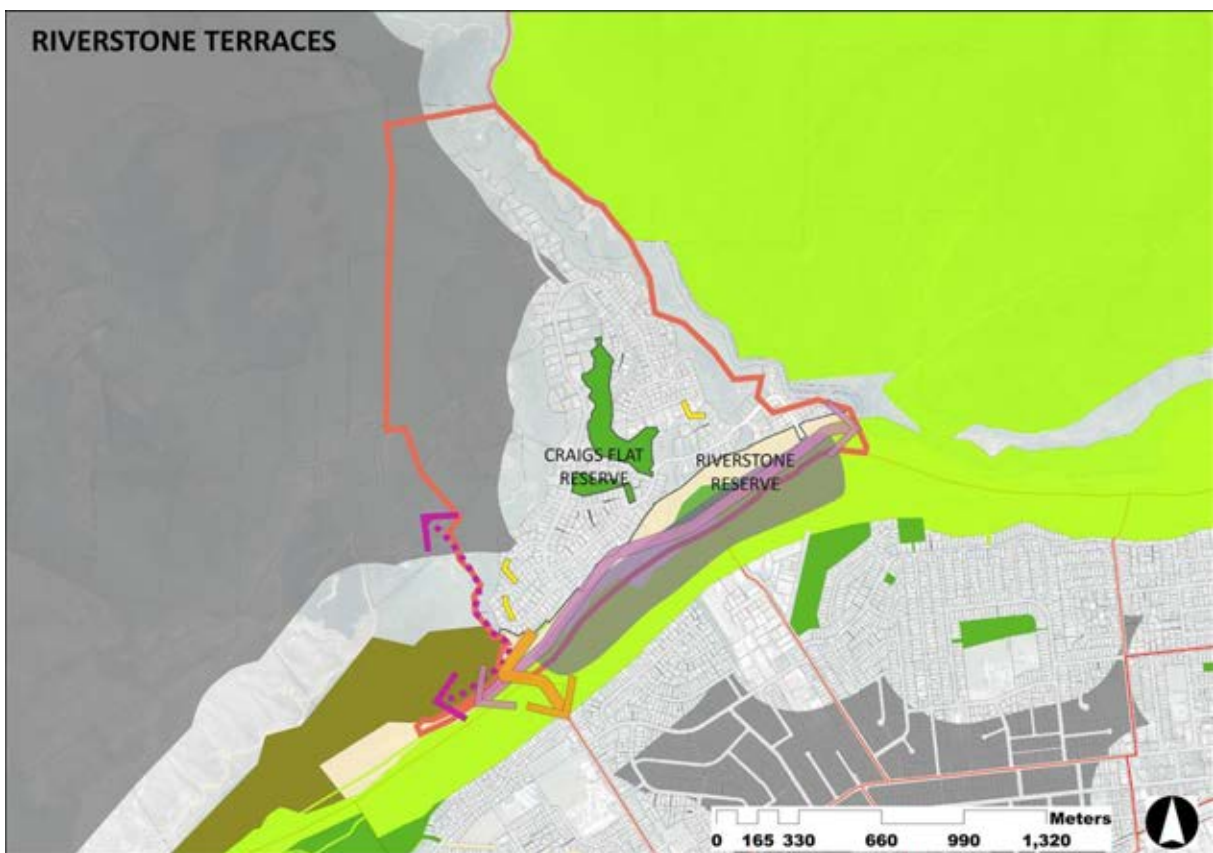 RIVERSTONE TERRACES
CRAIGS FLAT
RESERVE
RIVERSTONE
RESERVE
Meters
0 165 330 660 990 1,320